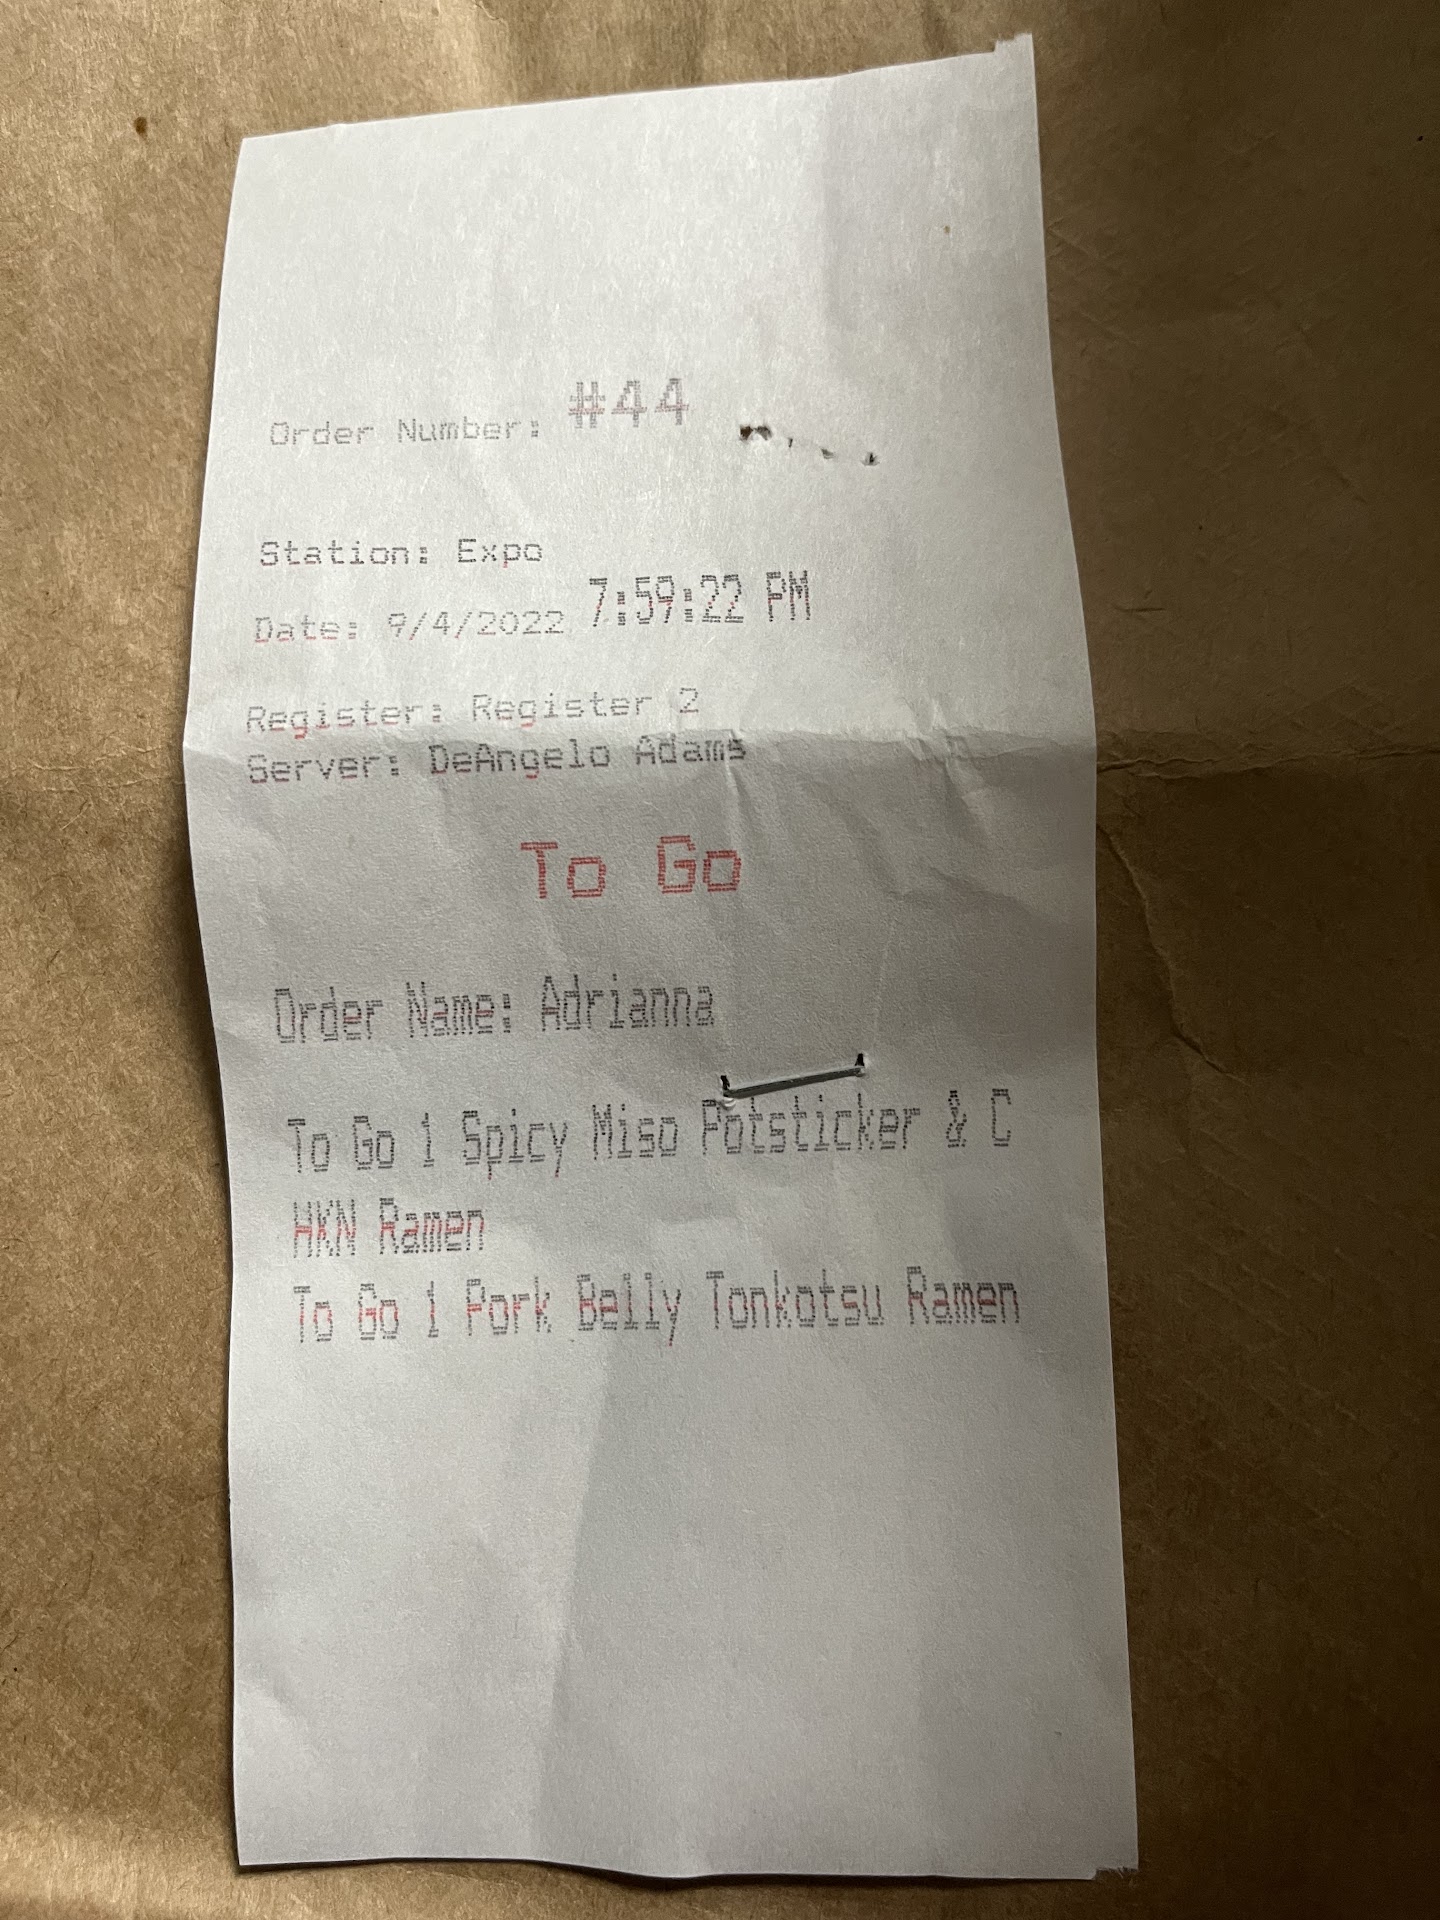 Order Number: #44
Station: Expo
Date: 9/4/2022 7:59:22 PM
Register: Register 2
Server: DeAngelo Adams
To Go
Order Name: Adrianna
To Go 1 Spicy Miso Potsticker & C
HKN Ramen
To Go 1 Pork Belly Tonkotsu Ramen